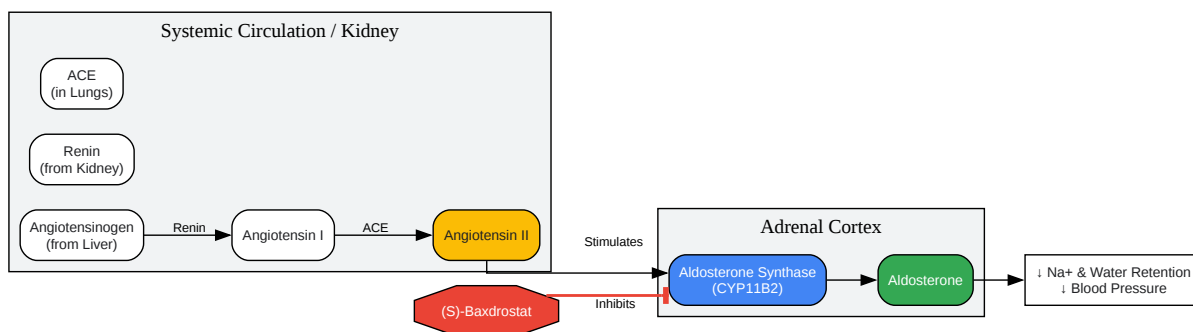 Systemic Circulation / Kidney
ACE
(in Lungs)
Renin
(from Kidney)
Angiotensinogen
(from Liver)
Renin
Angiotensin I
ACE
Angiotensin II
Stimulates
Adrenal Cortex
Aldosterone Synthase
(CYP11B2)
Aldosterone
↓ Na+ & Water Retention
↓ Blood Pressure
(S)-Baxdrostat
Inhibits